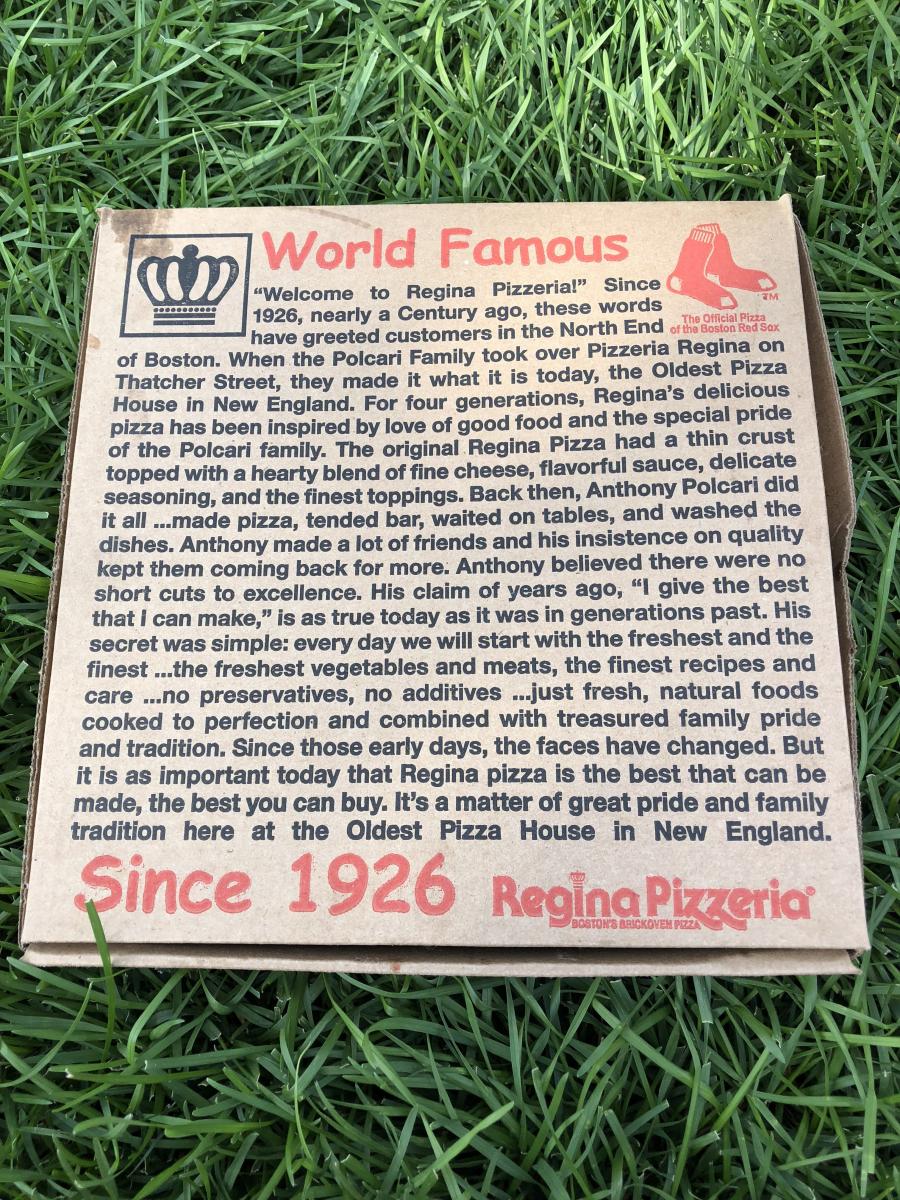 World Famous
"Welcome to Regina Pizzeria!" Since
1926, nearly a Century ago, these words
have greeted customers in the North End
TM
The Official Pizza
of the Boston Red Sox
of Boston. When the Polcari Family took over Pizzeria Regina on
Thatcher Street, they made it what it is today, the Oldest Pizza
House in New England. For four generations, Regina's delicious
pizza has been inspired by love of good food and the special pride
of the Polcari family. The original Regina Pizza had a thin crust
topped with a hearty blend of fine cheese, flavorful sauce, delicate
seasoning, and the finest toppings. Back then, Anthony Polcari did
it all ...made pizza, tended bar, waited on tables, and washed the
dishes. Anthony made a lot of friends and his insistence on quality
kept them coming back for more. Anthony believed there were no
short cuts to excellence. His claim of years ago, "I give the best
that I can make," is as true today as it was in generations past. His
secret was simple: every day we will start with the freshest and the
finest ...the freshest vegetables and meats, the finest recipes and
care ...no preservatives, no additives ...just fresh, natural foods
cooked to perfection and combined with treasured family pride
and tradition. Since those early days, the faces have changed. But
it is as important today that Regina pizza is the best that can be
made, the best you can buy. It's a matter of great pride and family
tradition here at the Oldest Pizza House in New England.
Since 1926
Regina Pizzeria®
BOSTON'S BRICKOVEN PIZZA